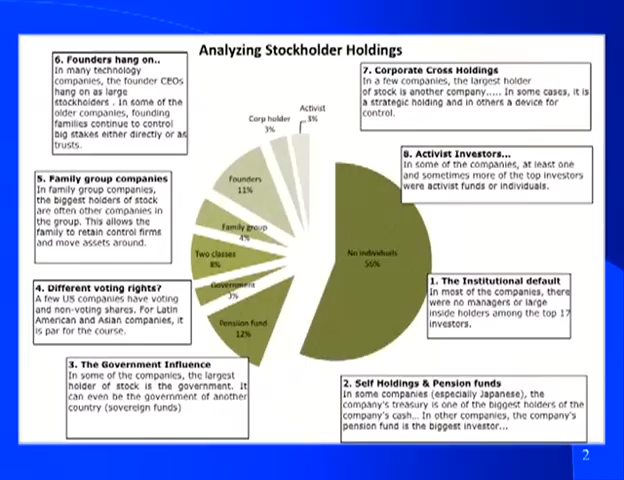 Analyzing Stockholder Holdings
6. Founders hang on..
In many technology
companies, the founder CEOs
hang on as large
stockholders . In some of the
older companies, founding
families continue to control
big stakes either directly or as
trusts.
7. Corporate Cross Holdings
In a few companies, the largest holder
of stock is another company..... In some cases, it is
a strategic holding and in others a device for
control.
8. Activist Investors...
In some of the companies, at least one
and sometimes more of the top investors
were activist funds or individuals.
5. Family group companies
In family group companies,
the biggest holders of stock
are often other companies in
the group. This allows the
family to retain control firms
and move assets around.
4. Different voting rights?
A few US companies have voting
and non-voting shares. For Latin
American and Asian companies, it
is par for the course.
3. The Government Influence
In some of the companies, the largest
holder of stock is the government. It
can even be the government of another
country (sovereign funds)
1. The Institutional default
In most of the companies, there
were no managers or large
inside holders among the top 17
investors.
2. Self Holdings & Pension funds
In some companies (especially Japanese), the
company's treasury is one of the biggest holders of the
company's cash... In other companies, the company's
pension fund is the biggest investor...
Activist
3%
Corp holder
3%
Founders
11%
Family group
4%
Two classes
8%
Government
3%
Pension fund
12%
No individuals
56%
2